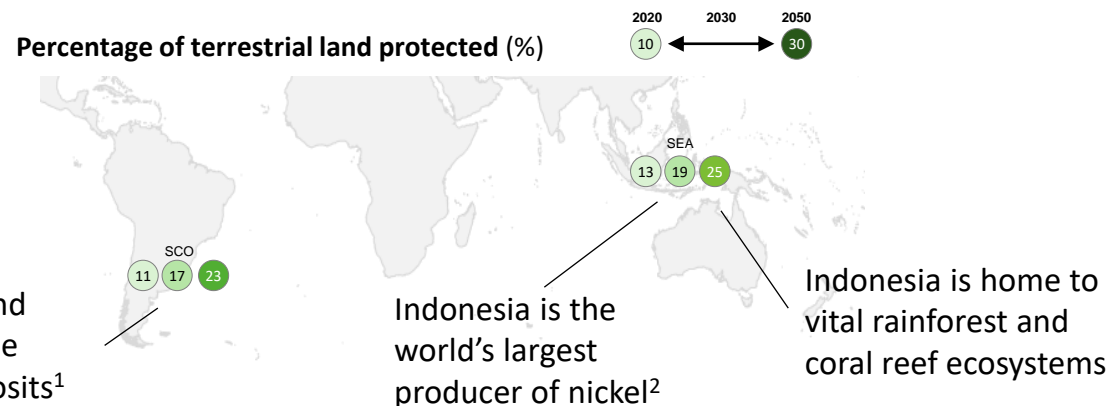 2020 2030 2050
Percentage of terrestrial land protected (%)
10 30
SEA
13 19 25
SCO
11 17 23
Indonesia is home to
vital rainforest and
coral reef ecosystems
Indonesia is the
world's largest
producer of nickel2